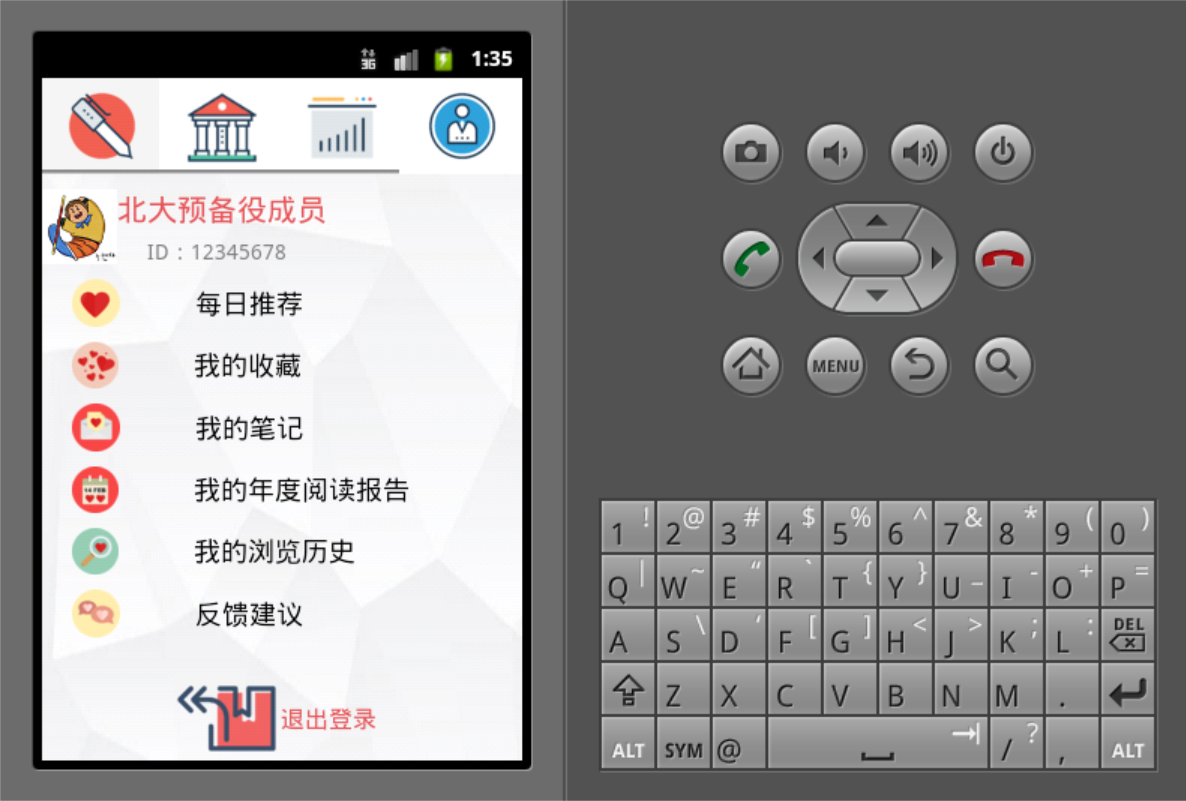 3G 1:35
北大预备役成员
ID：12345678
每日推荐
我的收藏
我的笔记
14 FEB
我的年度阅读报告
我的浏览历史
反馈建议
退出登录
MENU
1 ! 2 @ 3 # 4 $ 5 % 6 ^ 7 & 8 * 9 ( 0 )
Q | W ~ E “ R ` T { Y } U _ I - O + P =
A S \ D ‘ F [ G ] H < J > K ; L : DEL
Z X C V B N M .
ALT SYM @ / ? , ALT